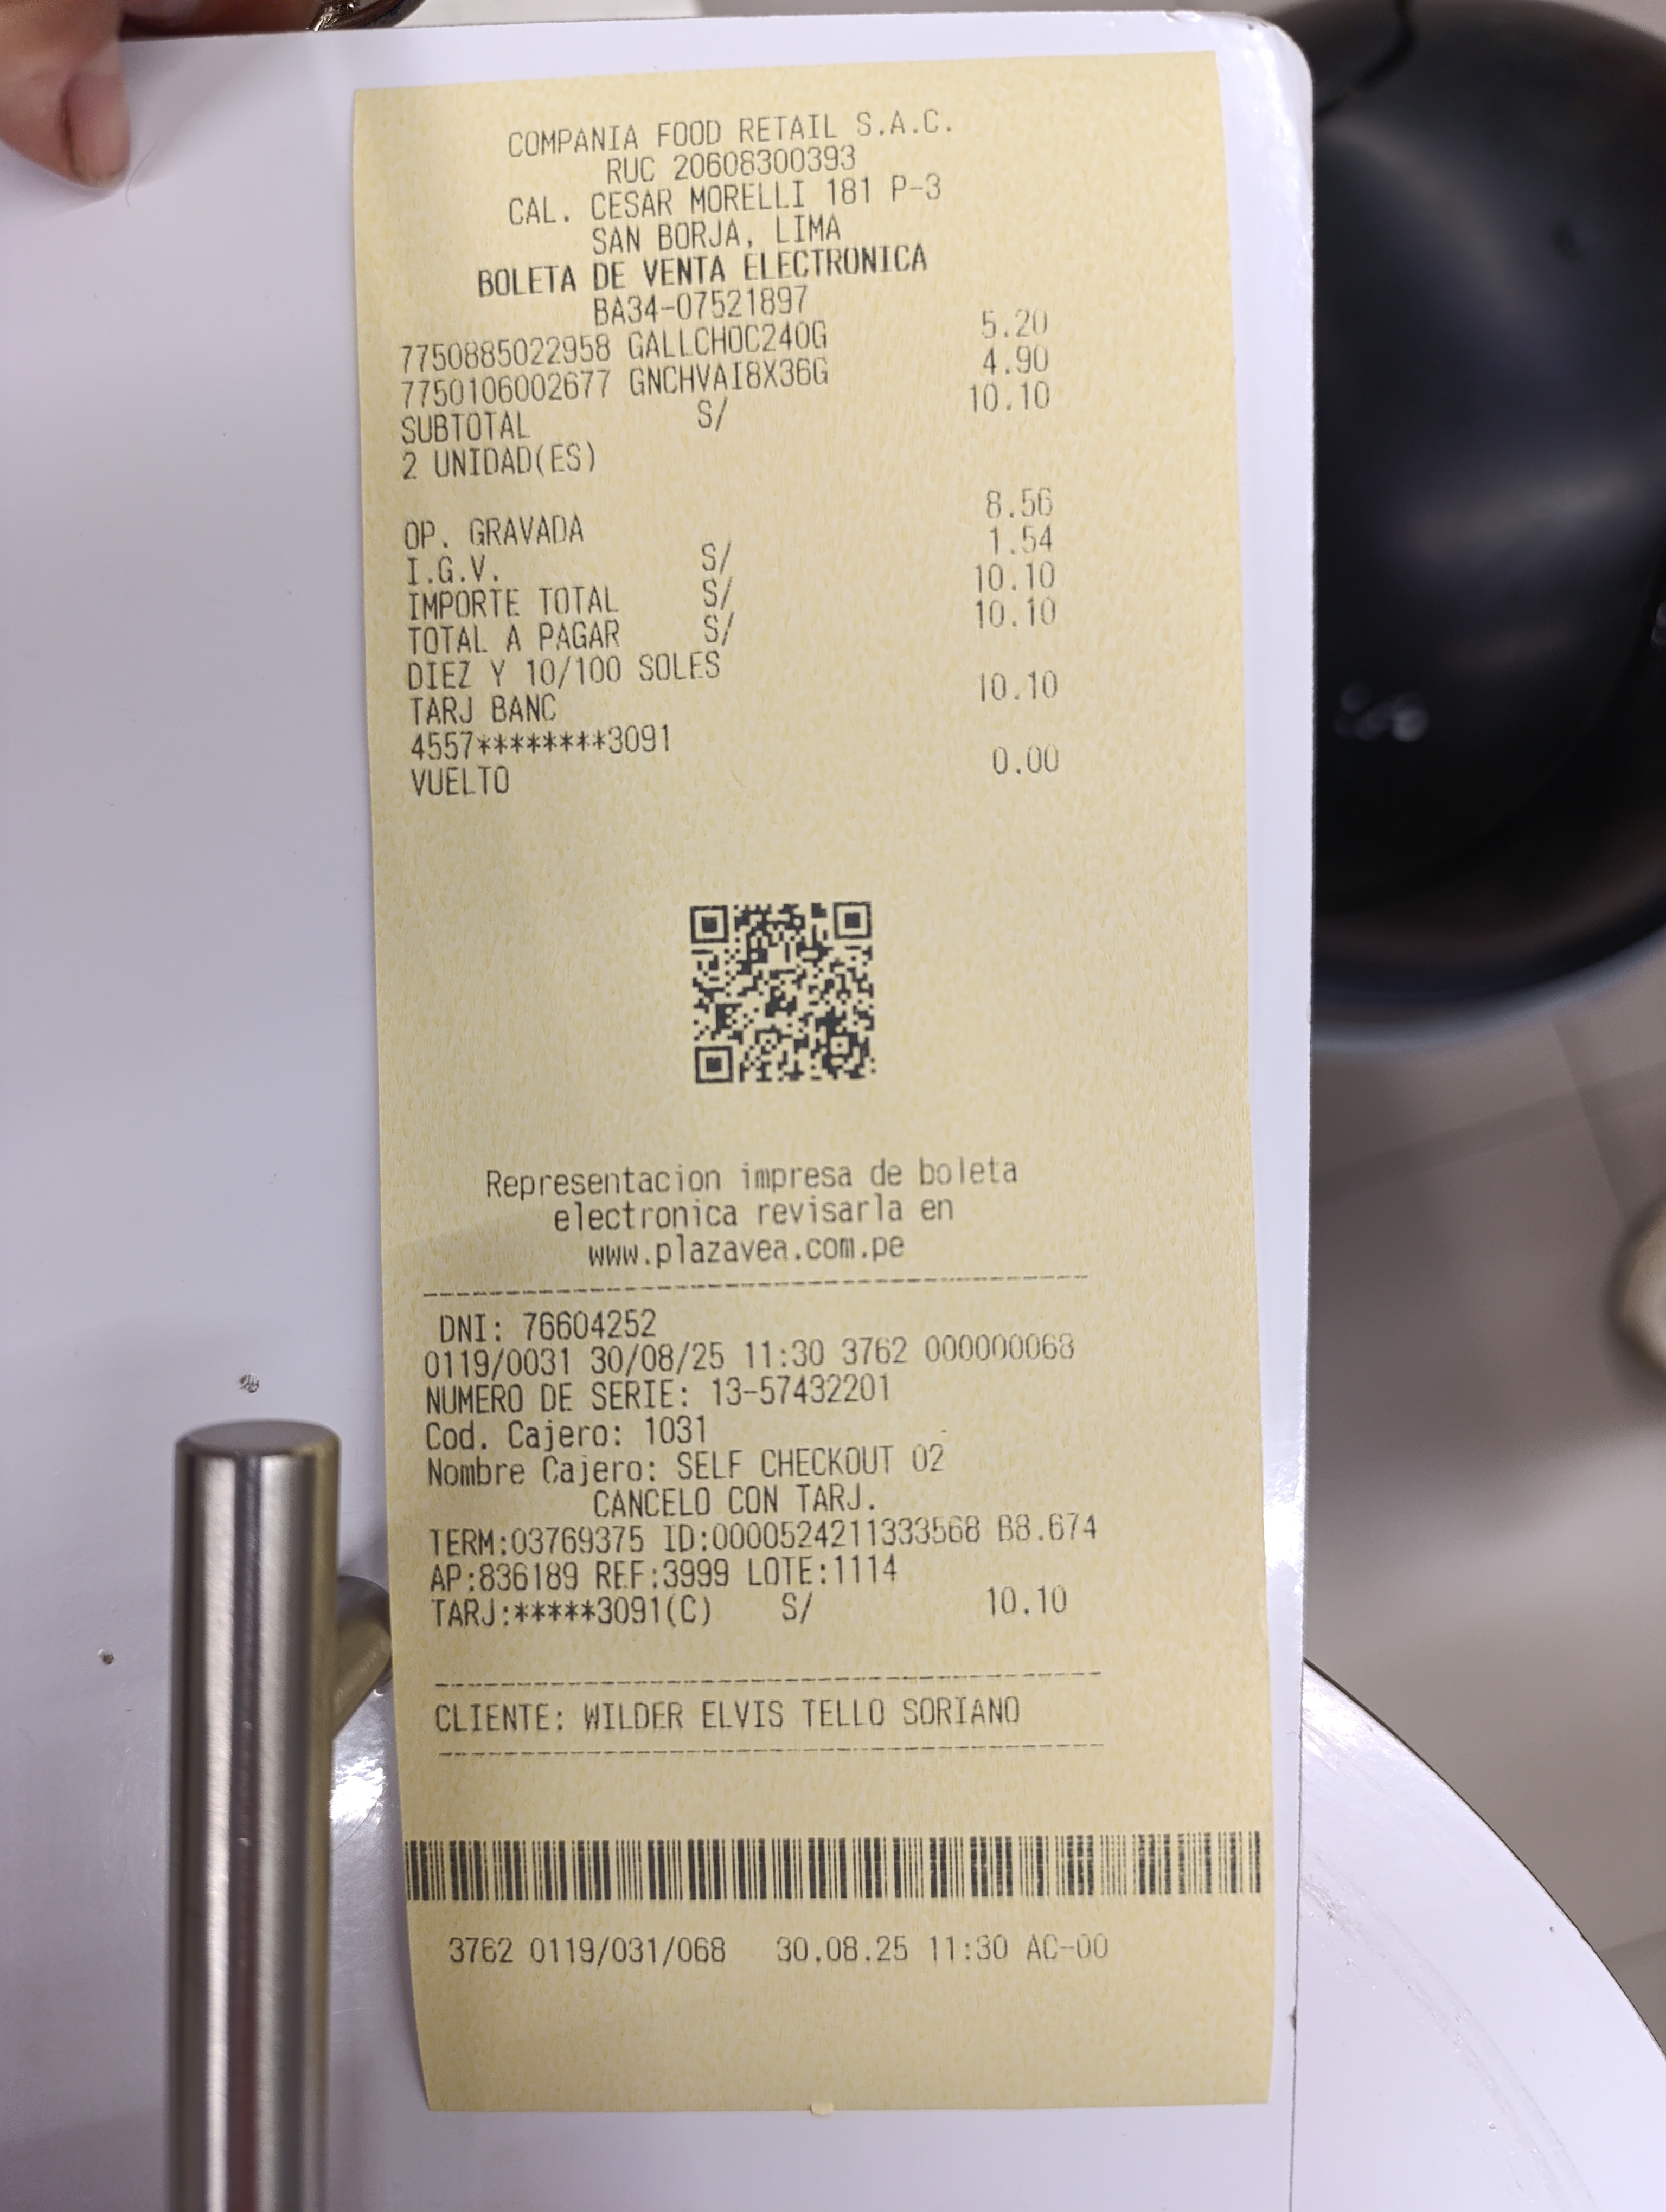 COMPANIA FOOD RETAIL S.A.C.
RUC 20608300393
CAL. CESAR MORELLI 181 P-3
SAN BORJA, LIMA
BOLETA DE VENTA ELECTRONICA
BA34-07521897
7750885022958 GALLCHOC240G 5.20
7750106002677 GNCHVAI8X36G 4.90
SUBTOTAL S/ 10.10
2 UNIDAD(ES)
OP. GRAVADA 8.56
I.G.V. S/ 1.54
IMPORTE TOTAL S/ 10.10
TOTAL A PAGAR S/ 10.10
DIEZ Y 10/100 SOLES
TARJ BANC 10.10
4557********3091
VUELTO 0.00
Representacion impresa de boleta
electronica revisarla en
www.plazavea.com.pe
DNI: 76604252
0119/0031 30/08/25 11:30 3762 000000068
NUMERO DE SERIE: 13-57432201
Cod. Cajero: 1031
Nombre Cajero: SELF CHECKOUT 02
CANCELO CON TARJ.
TERM:03769375 ID:0000524211333568 B8.674
AP:836189 REF:3999 LOTE:1114
TARJ:*****3091(C) S/ 10.10
CLIENTE: WILDER ELVIS TELLO SORIANO
3762 0119/031/068 30.08.25 11:30 AC-00